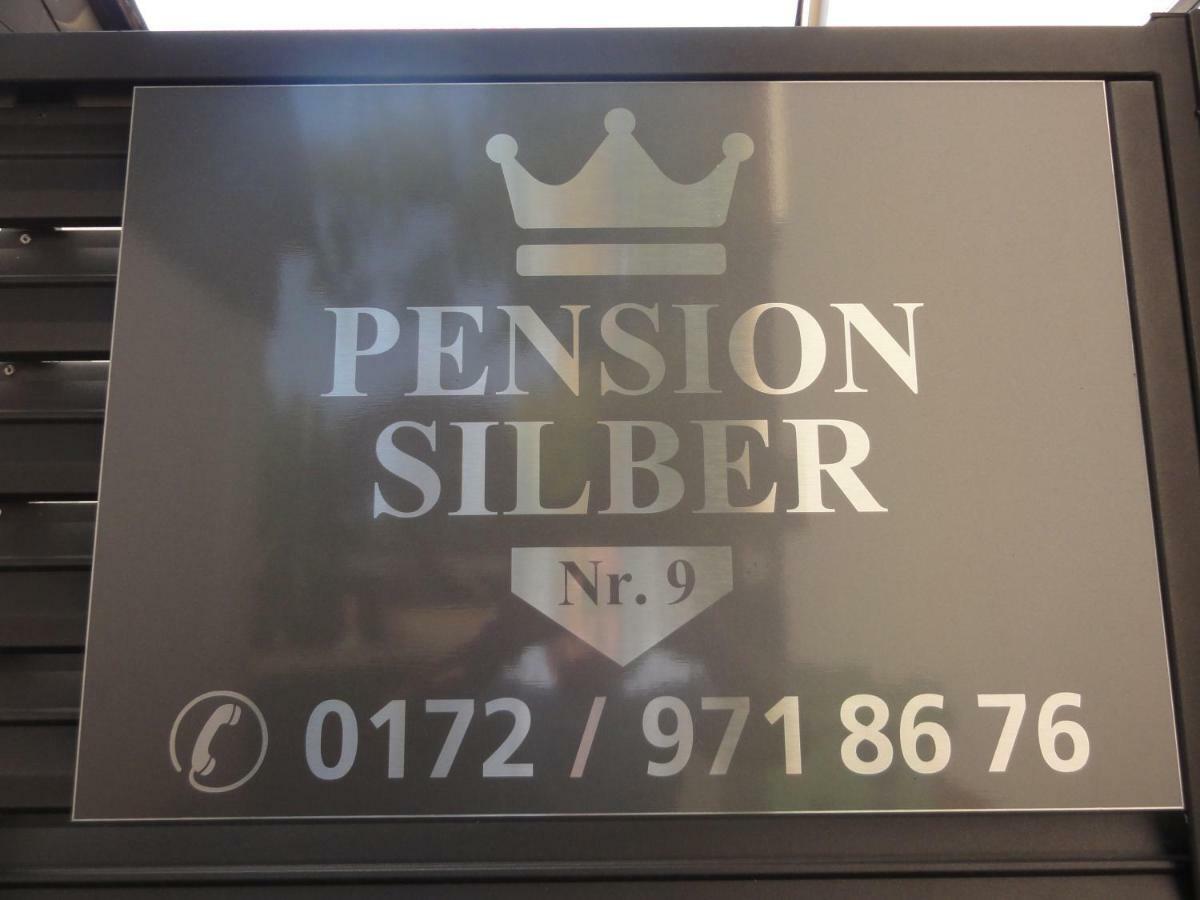 PENSION
SILBER
Nr. 9
0172 / 971 86 76